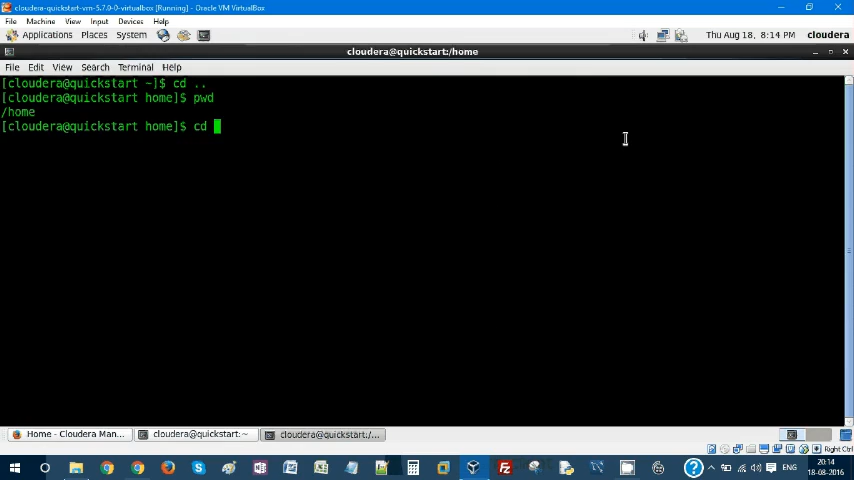 cloudera-quickstart-vm-5.7.0-0-virtualbox [Running] - Oracle VM VirtualBox
File Machine View Input Devices Help
Applications Places System Thu Aug 18, 8:14 PM cloudera
cloudera@quickstart:/home
File Edit View Search Terminal Help
[cloudera@quickstart ~]$ cd ..
[cloudera@quickstart home]$ pwd
/home
[cloudera@quickstart home]$ cd
Home - Cloudera Man... cloudera@quickstart:~ cloudera@quickstart:/...
Right Ctrl
ENG 20:14
18-08-2016